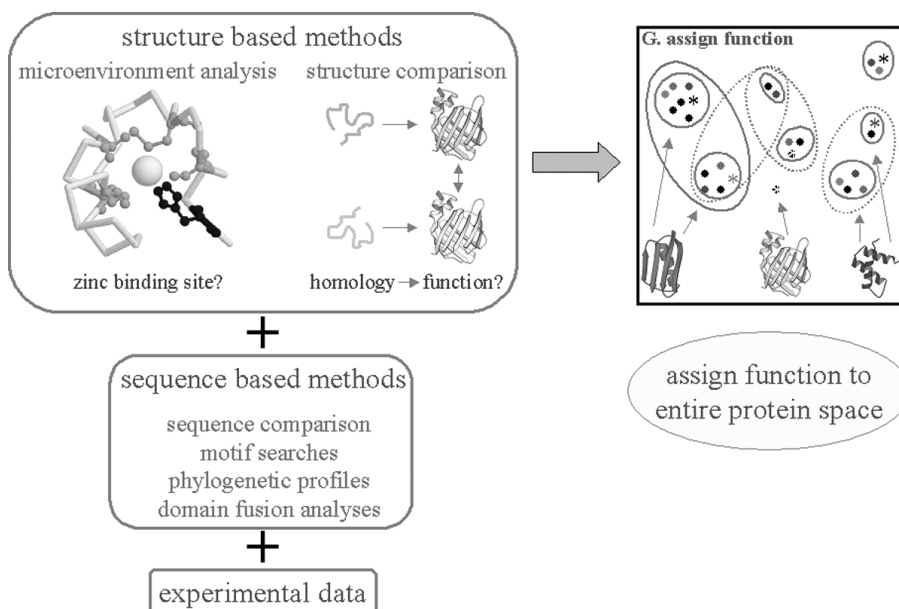 structure based methods
microenvironment analysis
structure comparison
zinc binding site?
homology → function?
+
sequence based methods
sequence comparison
motif searches
phylogenetic profiles
domain fusion analyses
+
experimental data
G. assign function
*
*
*
*
assign function to
entire protein space